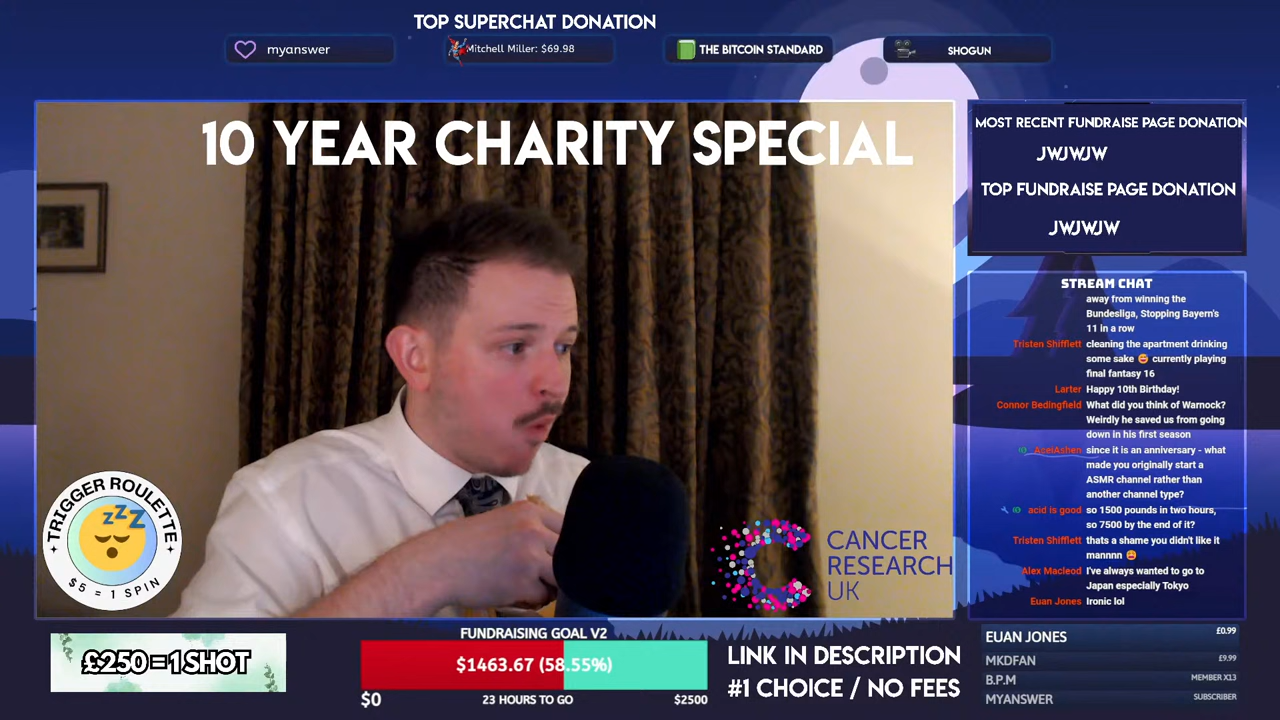 TOP SUPERCHAT DONATION
myanswer
Mitchell Miller: $69.98
THE BITCOIN STANDARD
SHOGUN
10 YEAR CHARITY SPECIAL
MOST RECENT FUNDRAISE PAGE DONATION
JWJWJW
TOP FUNDRAISE PAGE DONATION
JWJWJW
STREAM CHAT
away from winning the
Bundesliga, Stopping Bayern's
11 in a row
Tristen Shifflett cleaning the apartment drinking
some sake 😅 currently playing
final fantasy 16
Larter Happy 10th Birthday!
Connor Bedingfield What did you think of Warnock?
Weirdly he saved us from going
down in his first season
AceiAshen since it is an anniversary - what
made you originally start a
ASMR channel rather than
another channel type?
acid is good so 1500 pounds in two hours,
so 7500 by the end of it?
Tristen Shifflett thats a shame you didn't like it
mannnn 😩
Alex Macleod I've always wanted to go to
Japan especially Tokyo
Euan Jones Ironic lol
TRIGGER ROULETTE
zzz
$5 = 1 SPIN
CANCER
RESEARCH
UK
£250 = 1 SHOT
FUNDRAISING GOAL V2
$1463.67 (58.55%)
$0
23 HOURS TO GO
$2500
LINK IN DESCRIPTION
#1 CHOICE / NO FEES
EUAN JONES £0.99
MKDFAN £9.99
B.P.M MEMBER X13
MYANSWER SUBSCRIBER